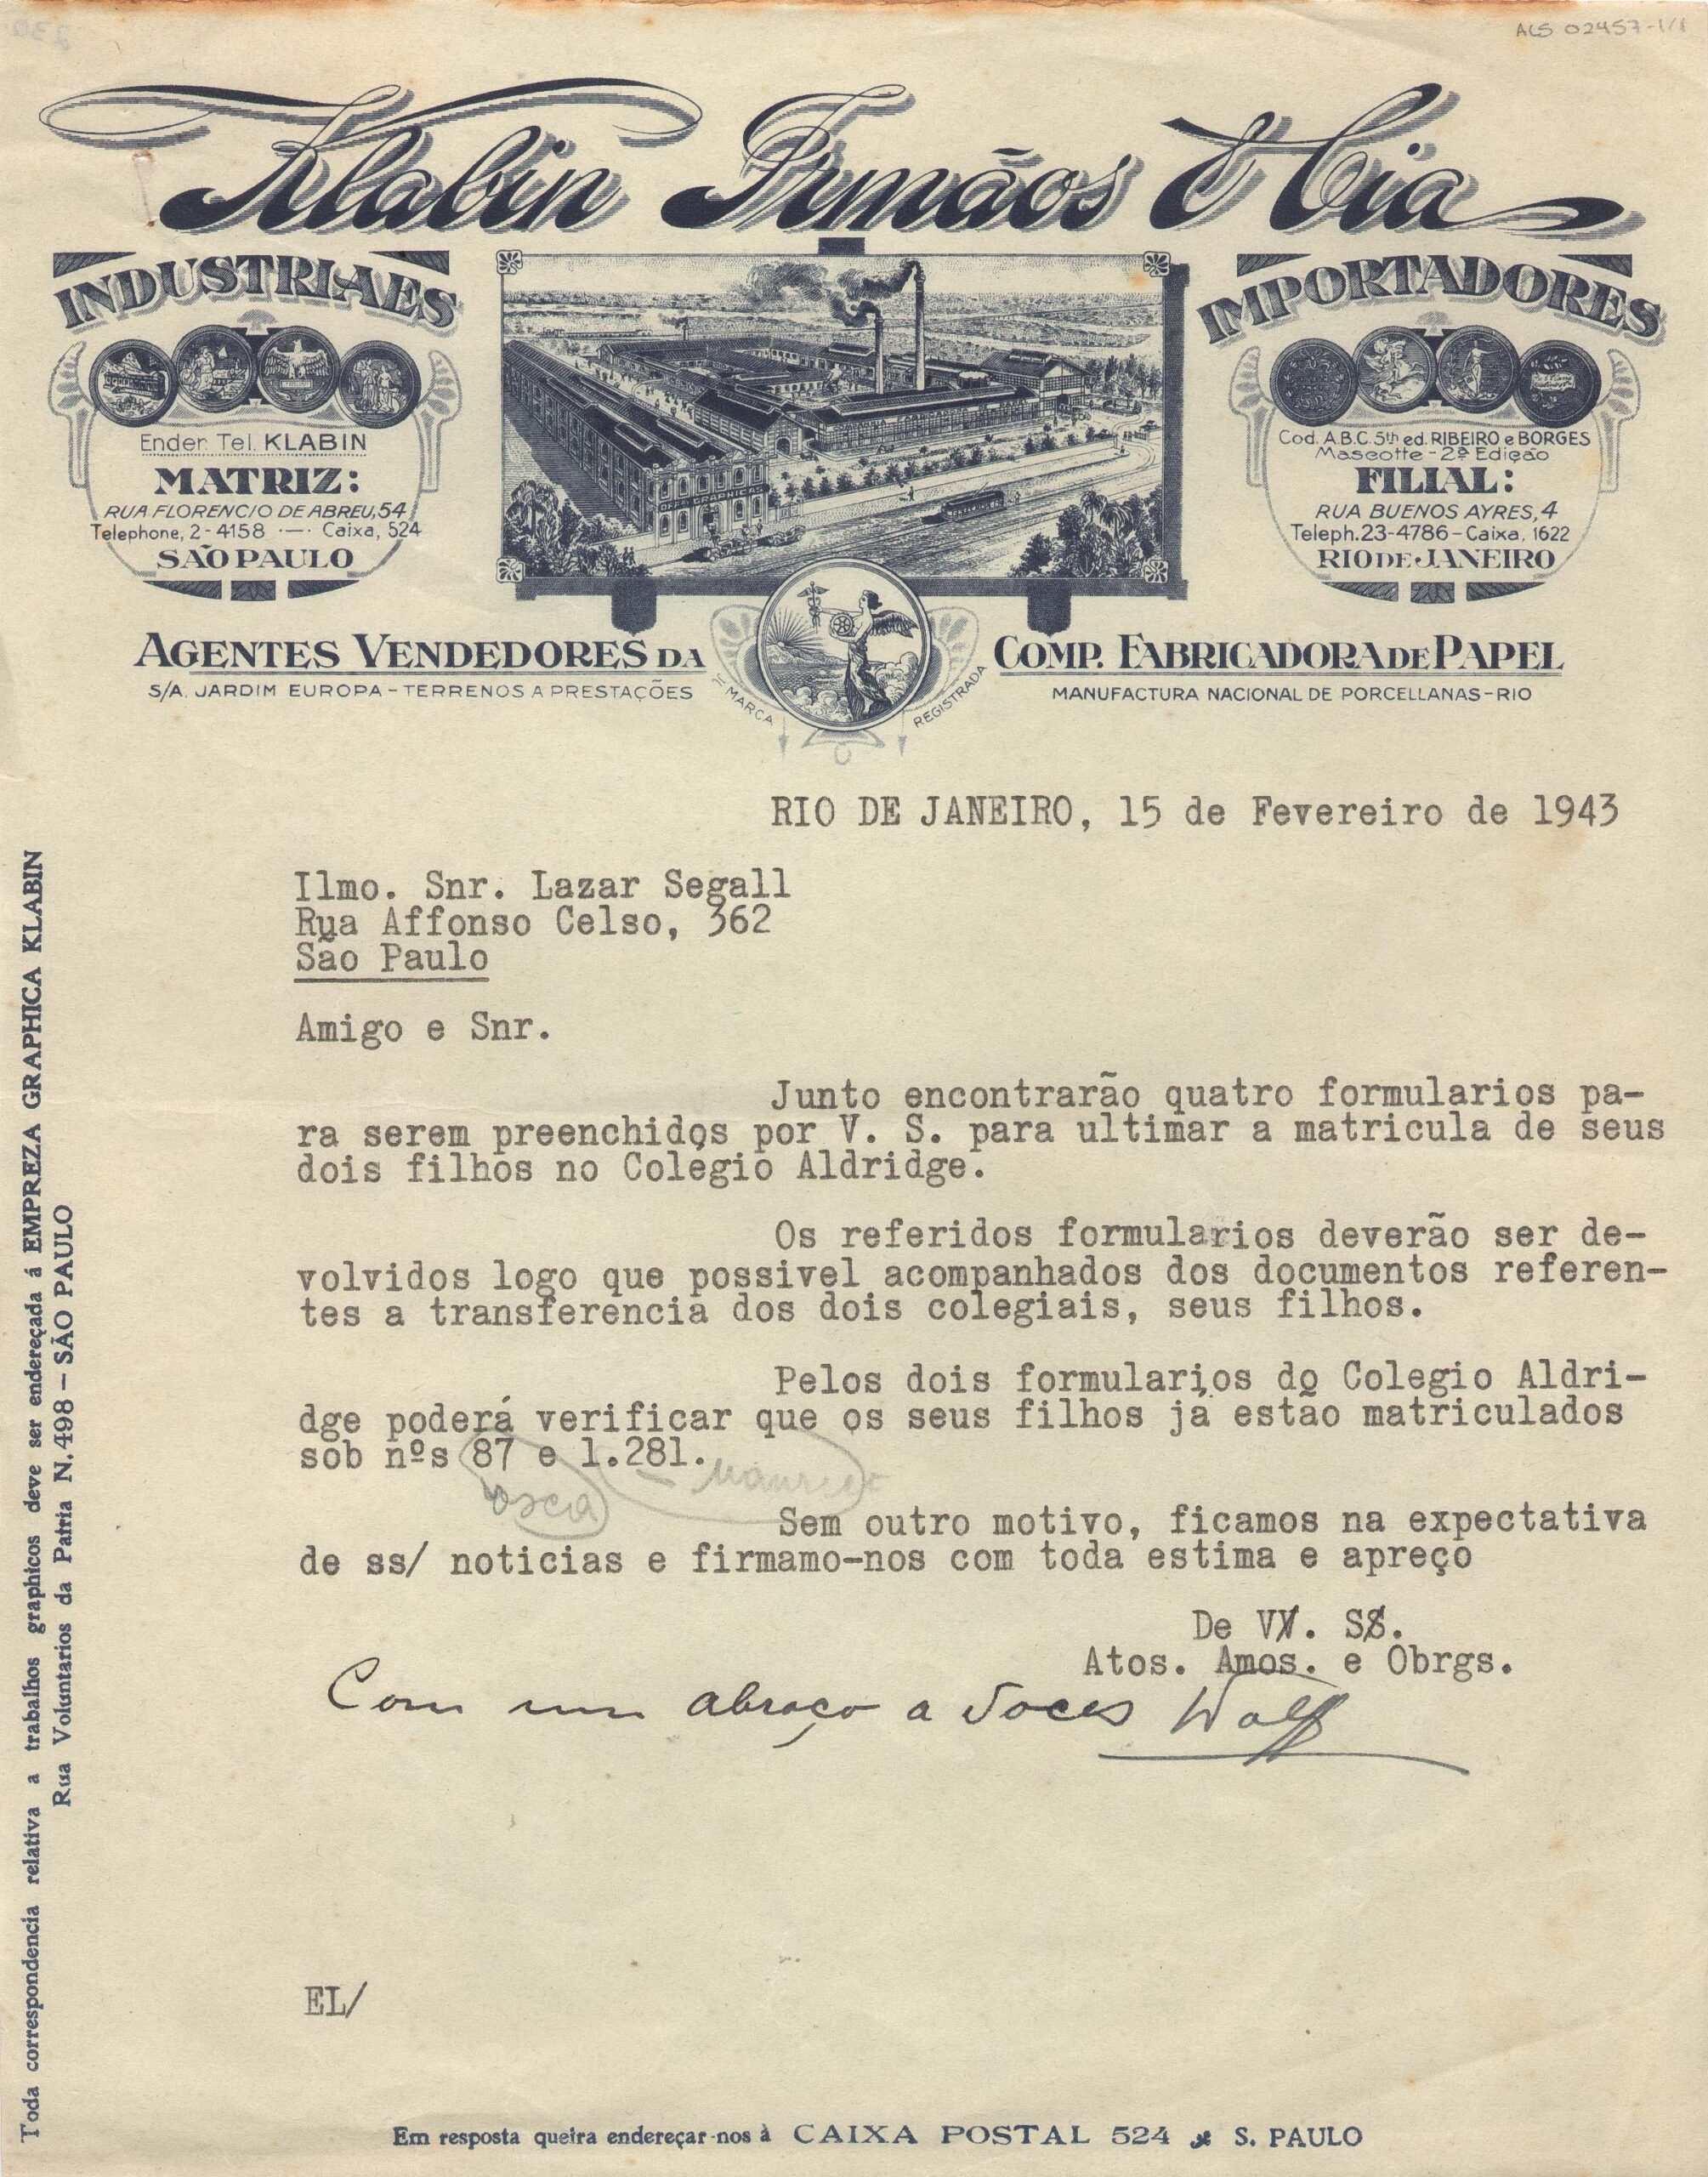 ALS 02457-1/1
Klabin Irmãos & Cia
INDUSTRIAES
Ender. Tel. KLABIN
MATRIZ:
RUA FLORENCIO DE ABREU, 54
Telephone, 2-4158 -- Caixa, 524
SÃO PAULO
EMP. GRAPHICA
IMPORTADORES
Cod. A.B.C. 5th ed. RIBEIRO e BORGES
Mascotte - 2ª Edição
FILIAL:
RUA BUENOS AYRES, 4
Teleph. 23-4786 - Caixa, 1622
RIO DE JANEIRO
AGENTES VENDEDORES DA COMP. FABRICADORA DE PAPEL
S/A. JARDIM EUROPA - TERRENOS A PRESTAÇÕES
MARCA REGISTRADA
MANUFACTURA NACIONAL DE PORCELLANAS - RIO
RIO DE JANEIRO, 15 de Fevereiro de 1943
Ilmo. Snr. Lazar Segall
Rua Affonso Celso, 362
São Paulo
Amigo e Snr.
Junto encontrarão quatro formularios pa-
ra serem preenchidos por V. S. para ultimar a matricula de seus
dois filhos no Colegio Aldridge.
Os referidos formularios deverão ser de-
volvidos logo que possivel acompanhados dos documentos referen-
tes a transferencia dos dois colegiais, seus filhos.
Pelos dois formularios do Colegio Aldri-
dge poderá verificar que os seus filhos ja estão matriculados
sob nºs 87 e 1.281.
Osca - Mauricio
Sem outro motivo, ficamos na expectativa
de ss/ noticias e firmamo-nos com toda estima e apreço
De VV. SS.
Atos. Amos. e Obrgs.
Com um abraço a voces Wolff
EL/
Toda correspondencia relativa a trabalhos graphicos deve ser endereçada á EMPREZA GRAPHICA KLABIN
Rua Voluntarios da Patria N. 498 — SÃO PAULO
Em resposta queira endereçar-nos à CAIXA POSTAL 524 S. PAULO